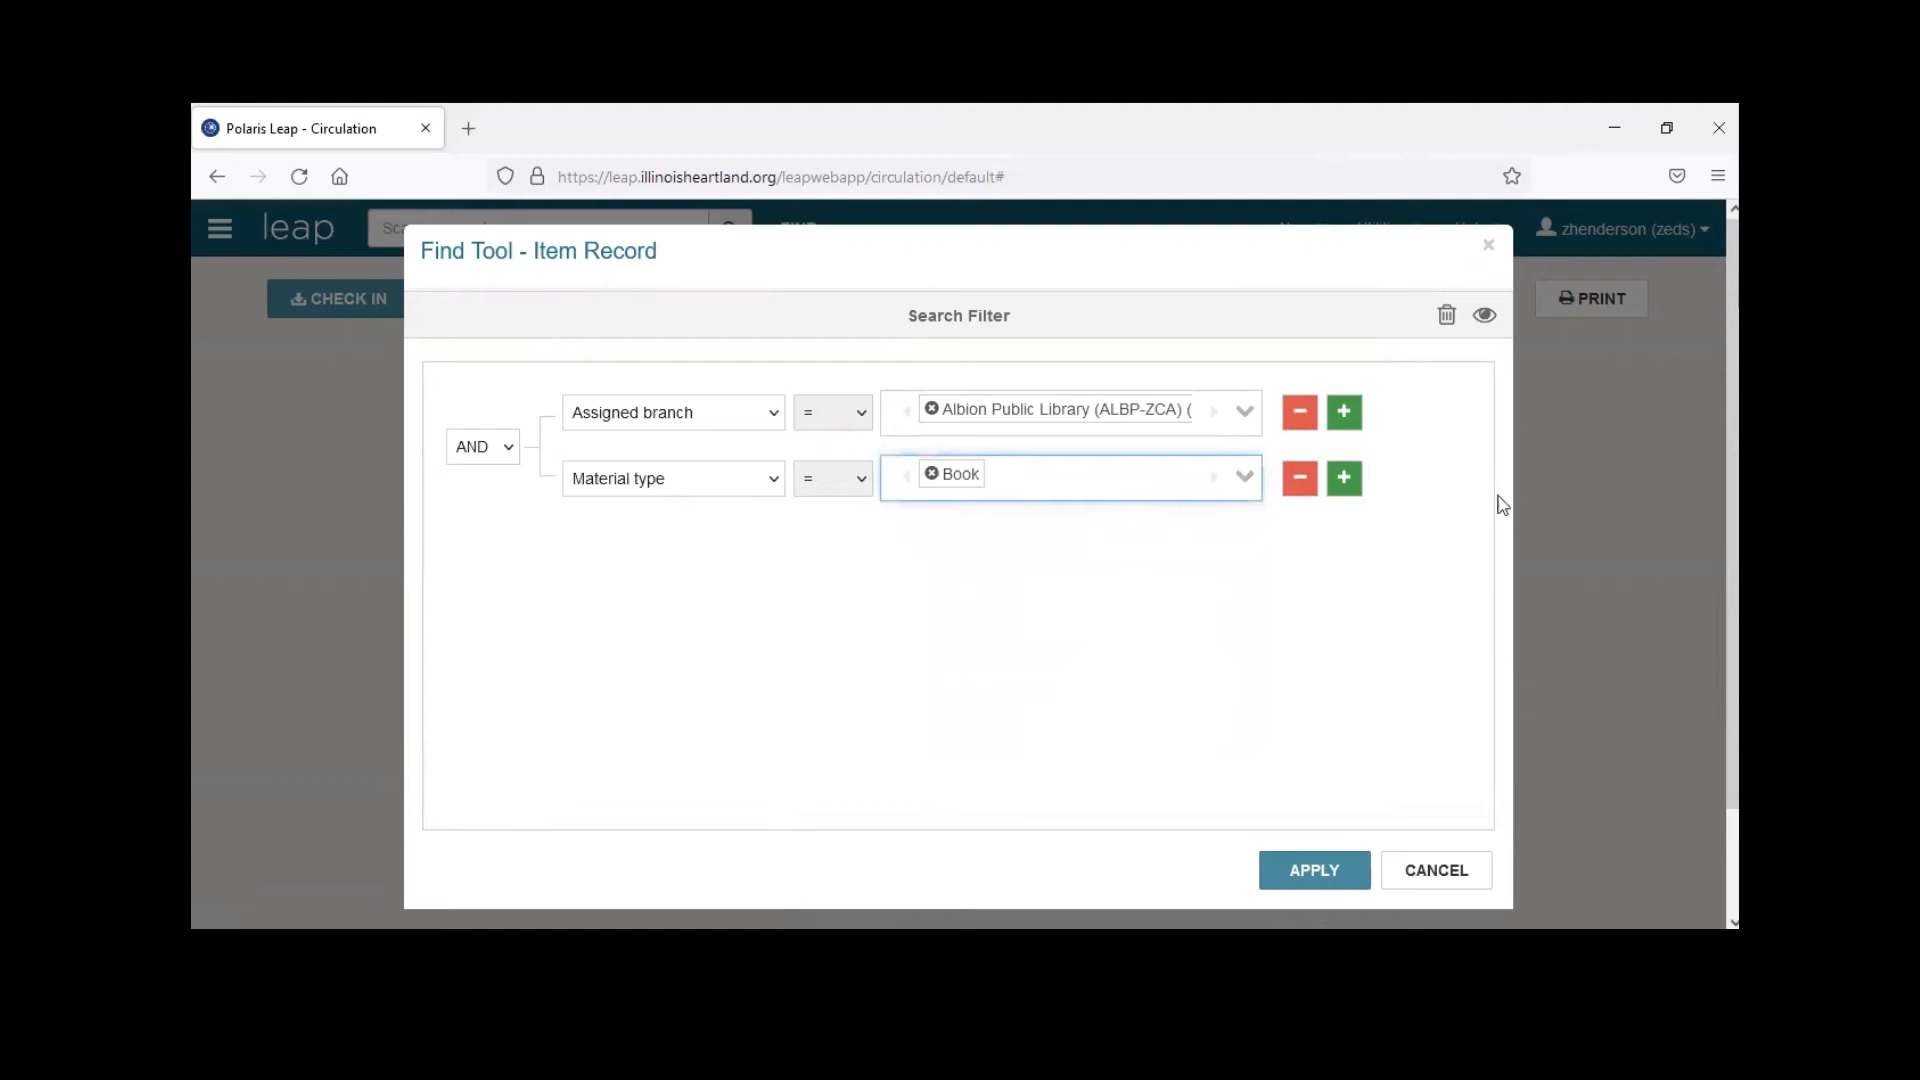 Polaris Leap - Circulation
https://leap.illinoisheartland.org/leapwebapp/circulation/default#
leap
zhenderson (zeds)
Find Tool - Item Record
CHECK IN
PRINT
Search Filter
Assigned branch = Albion Public Library (ALBP-ZCA) (
AND
Material type = Book
APPLY CANCEL